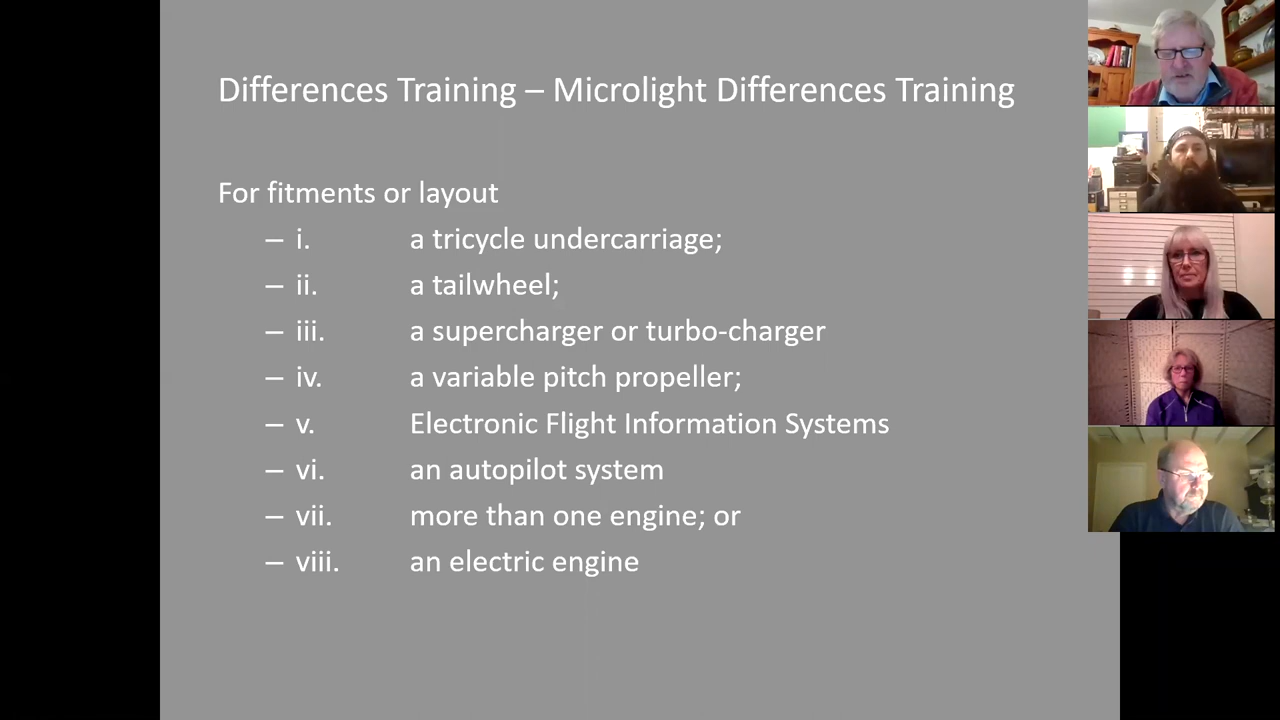 Differences Training – Microlight Differences Training
For fitments or layout
– i. a tricycle undercarriage;
– ii. a tailwheel;
– iii. a supercharger or turbo-charger
– iv. a variable pitch propeller;
– v. Electronic Flight Information Systems
– vi. an autopilot system
– vii. more than one engine; or
– viii. an electric engine